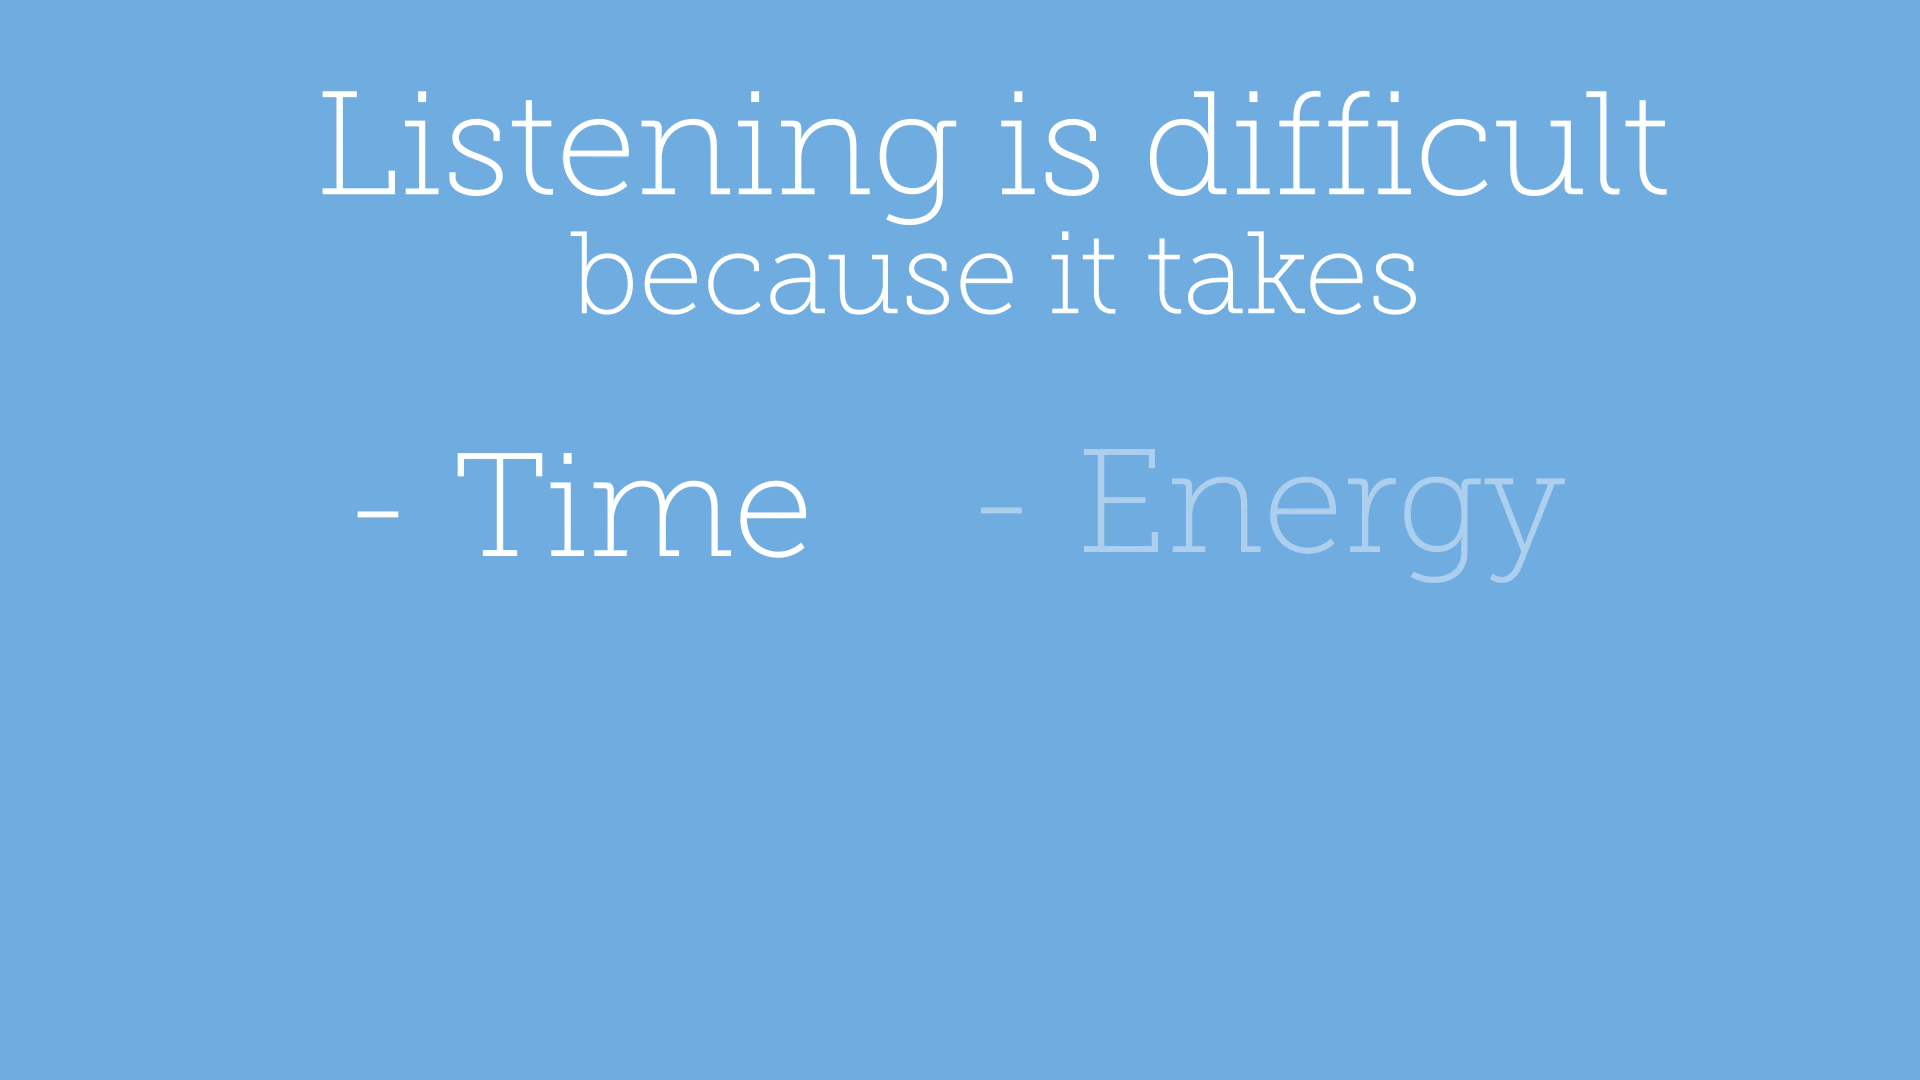 Listening is difficult
because it takes
- Time - Energy